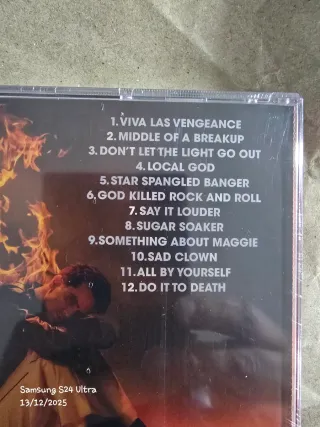 1.VIVA LAS VENGEANCE
2.MIDDLE OF A BREAKUP
3.DON'T LET THE LIGHT GO OUT
4.LOCAL GOD
5.STAR SPANGLED BANGER
6.GOD KILLED ROCK AND ROLL
7.SAY IT LOUDER
8.SUGAR SOAKER
9.SOMETHING ABOUT MAGGIE
10.SAD CLOWN
11.ALL BY YOURSELF
12.DO IT TO DEATH
Samsung S24 Ultra
13/12/2025